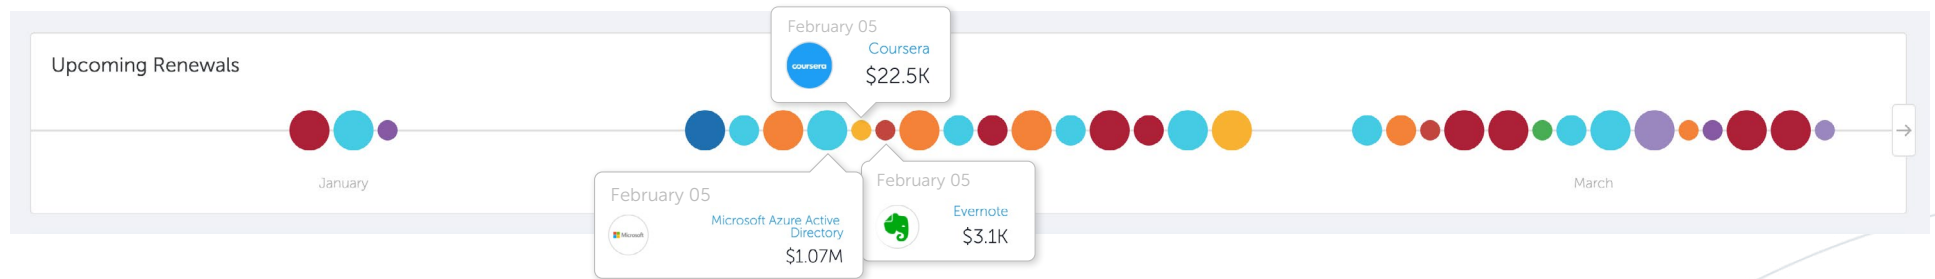 February 05
Coursera
coursera
$22.5K
Upcoming Renewals
January
February 05
Microsoft Azure Active
Directory
Microsoft
$1.07M
February 05
Evernote
$3.1K
March